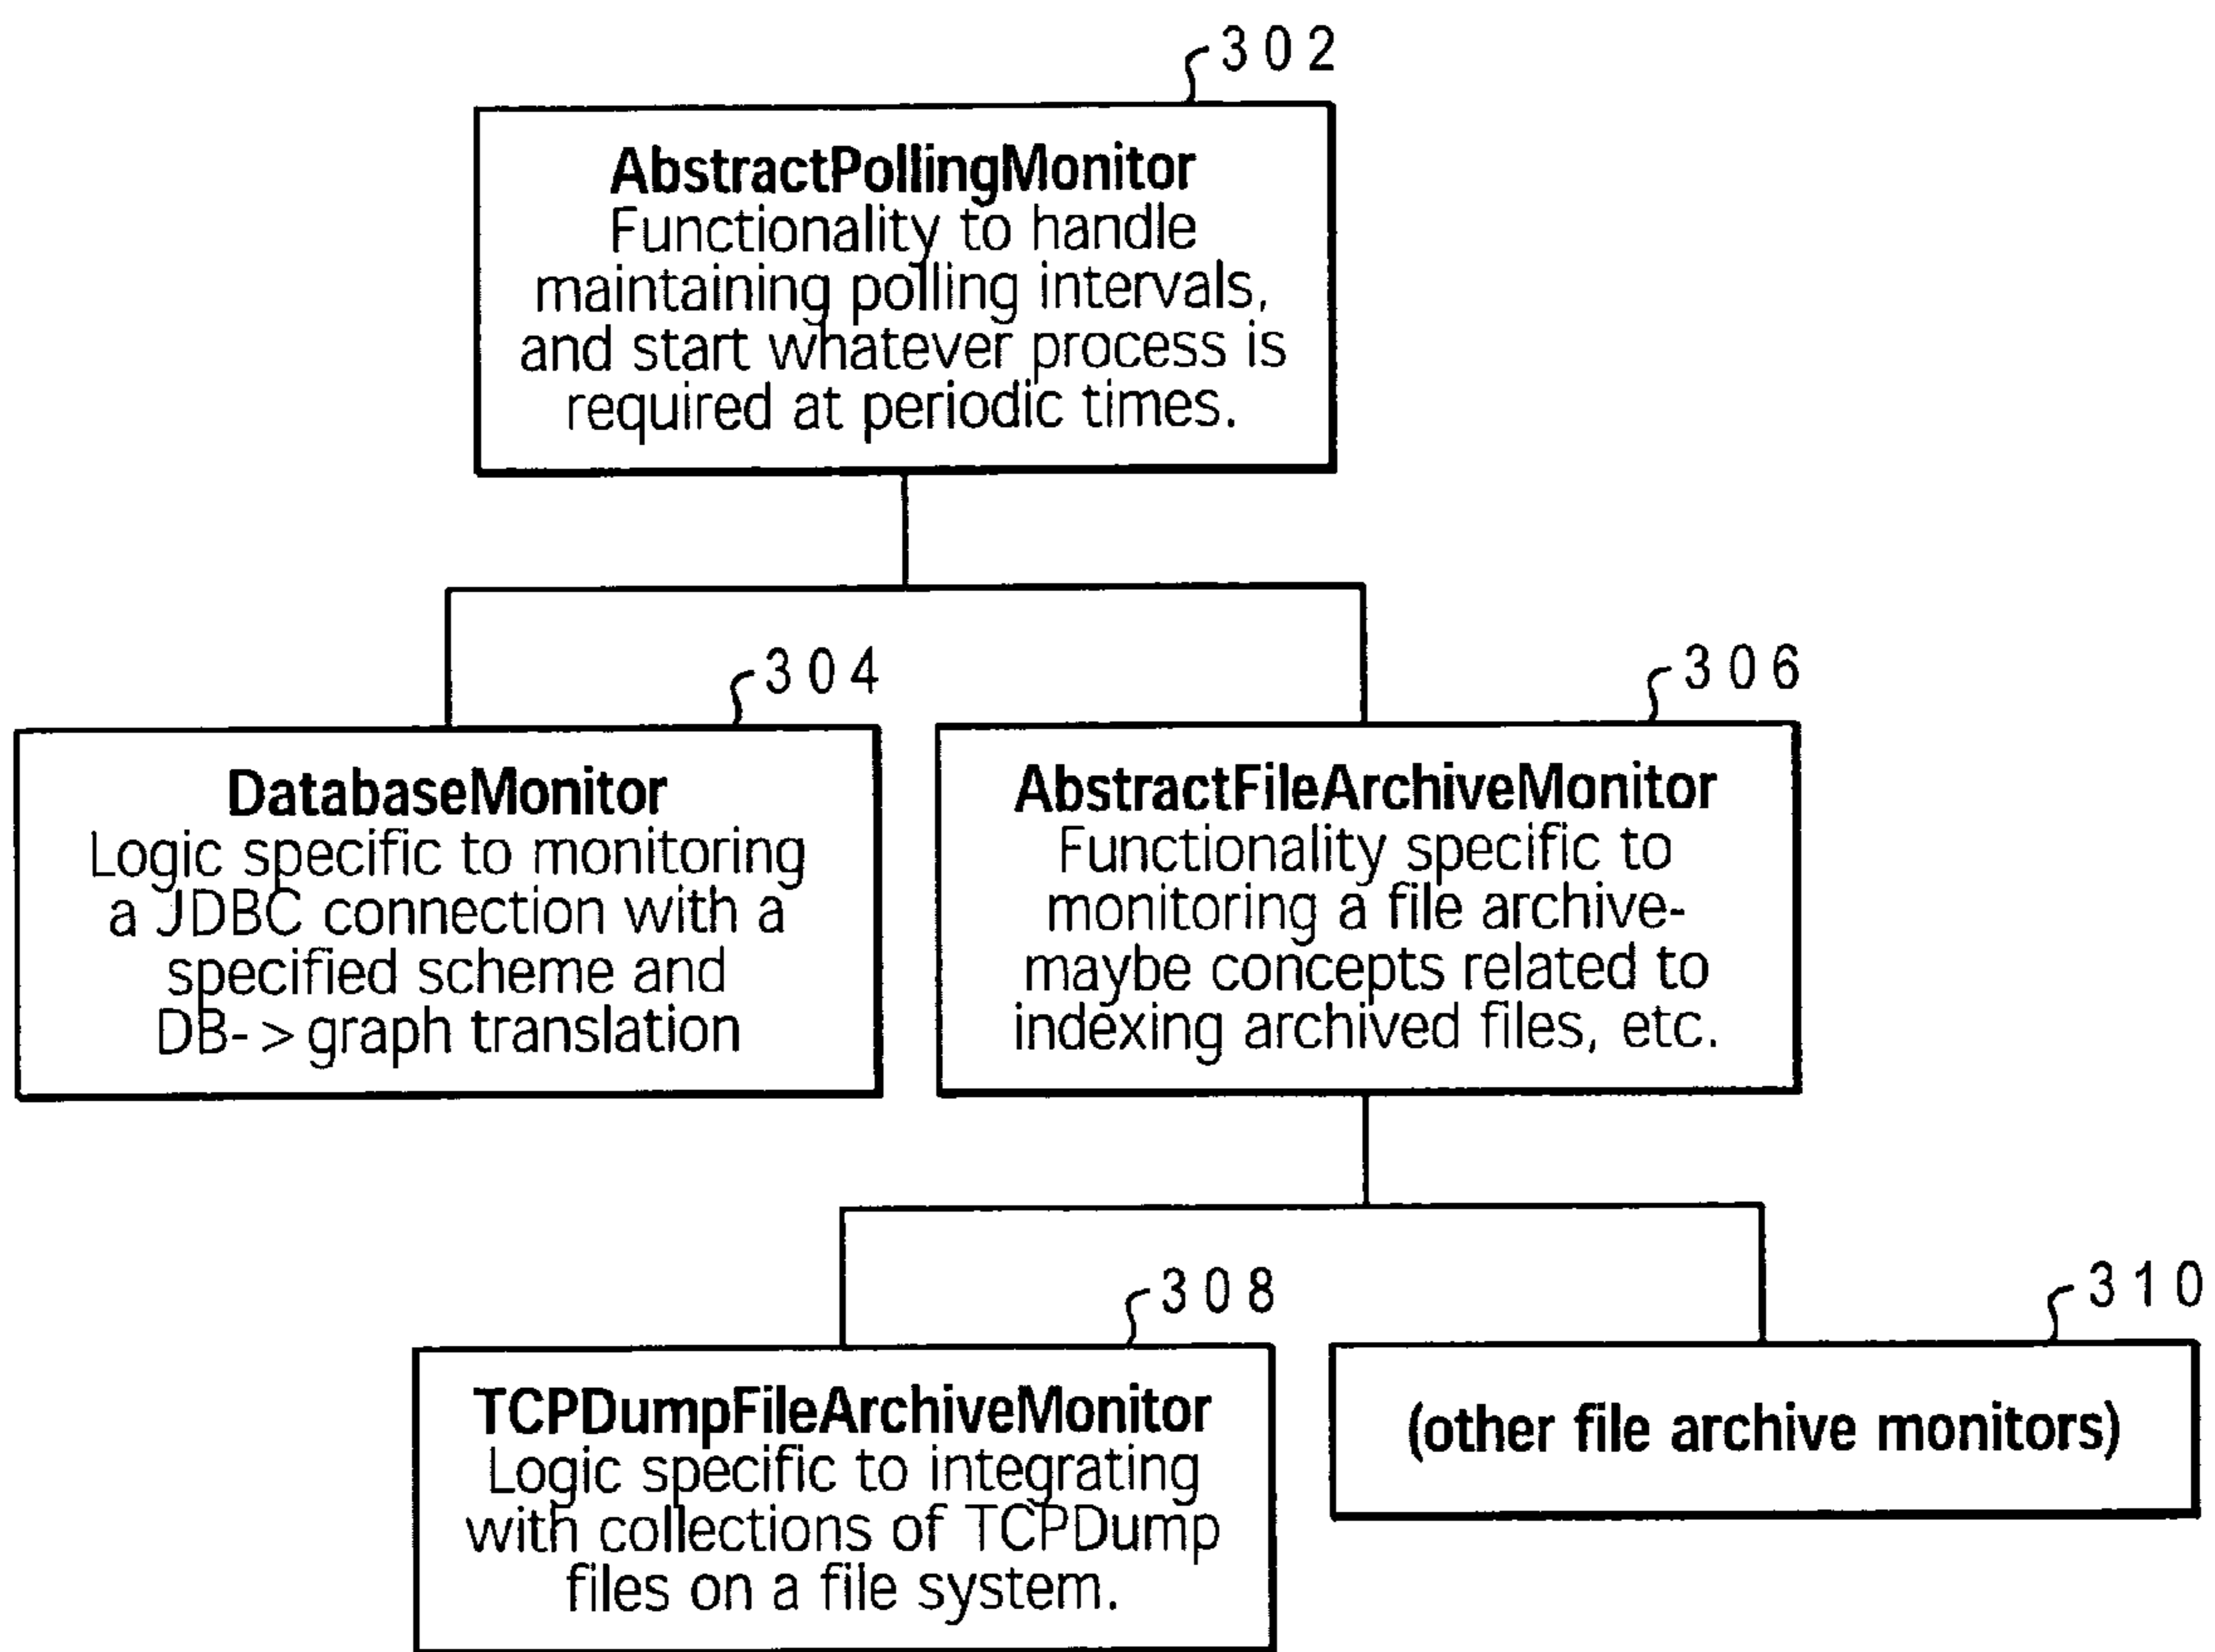 302
AbstractPollingMonitor
Functionality to handle
maintaining polling intervals,
and start whatever process is
required at periodic times.
304
DatabaseMonitor
Logic specific to monitoring
a JDBC connection with a
specified scheme and
DB- > graph translation
306
AbstractFileArchiveMonitor
Functionality specific to
monitoring a file archive-
maybe concepts related to
indexing archived files, etc.
308
TCPDumpFileArchiveMonitor
Logic specific to integrating
with collections of TCPDump
files on a file system.
310
(other file archive monitors)